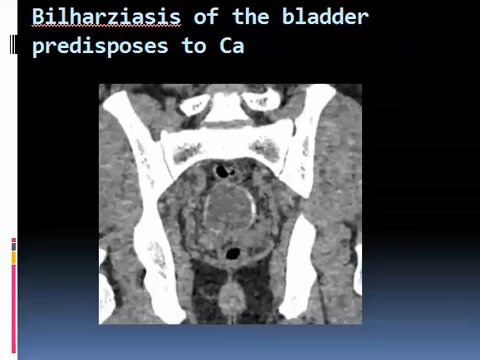 Bilharziasis of the bladder
predisposes to Ca